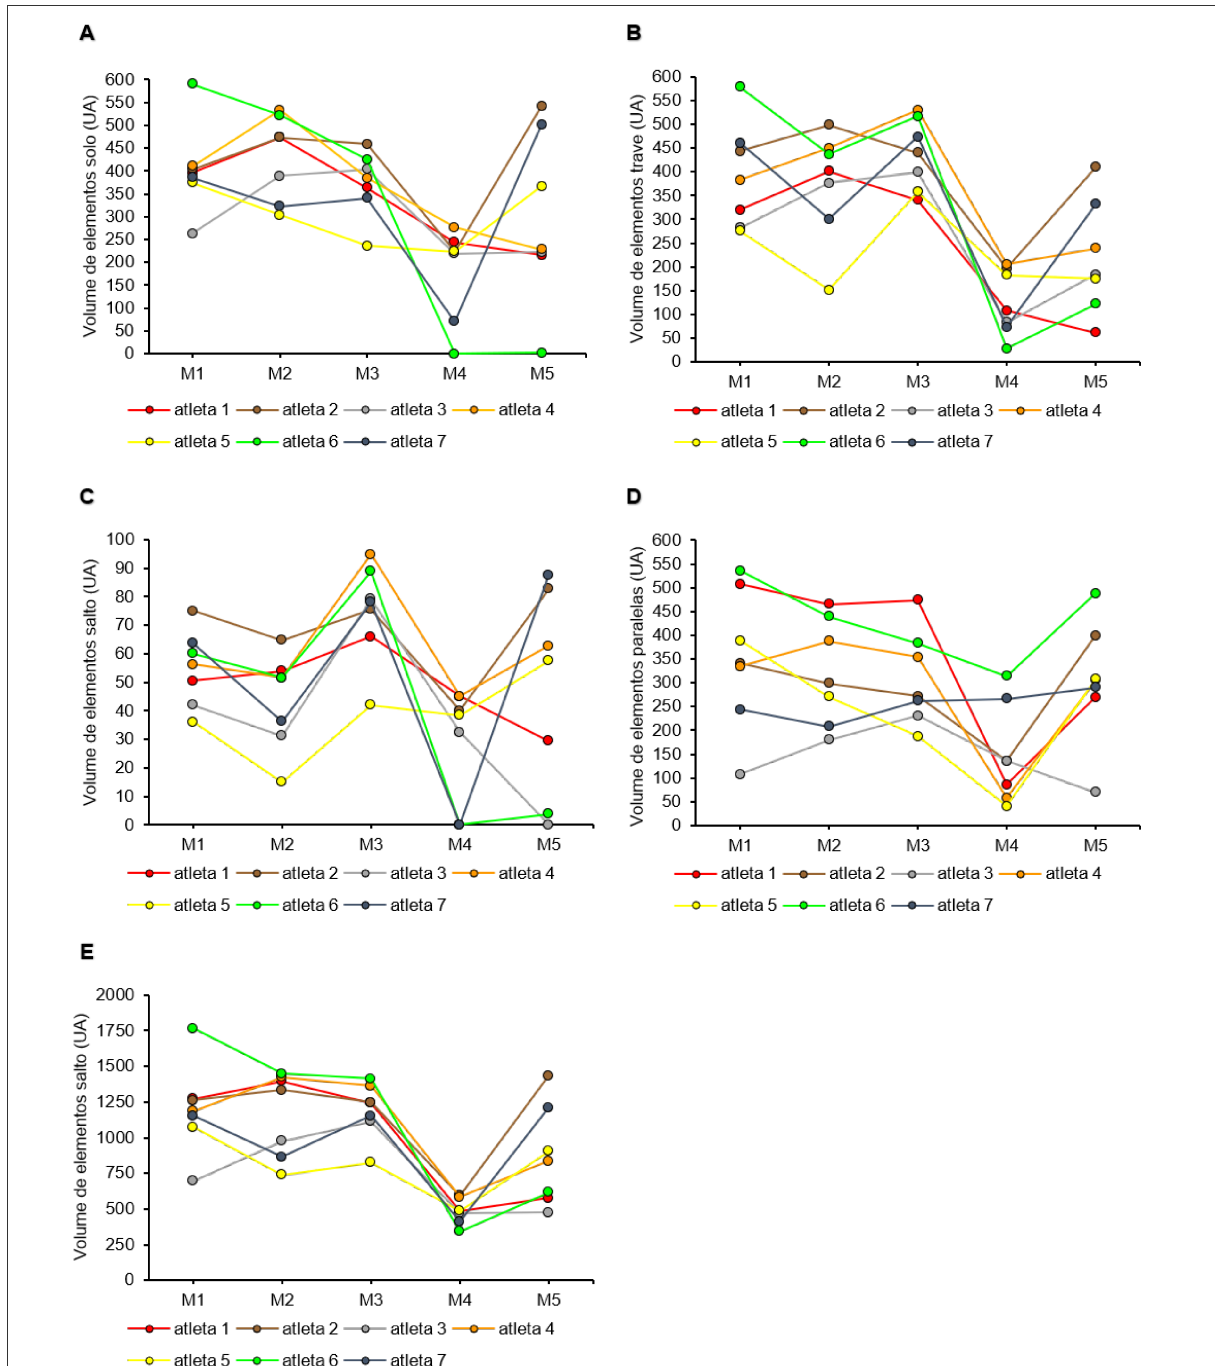 A
Volume de elementos solo (UA)
600
550
500
450
400
350
300
250
200
150
100
50
0
M1 M2 M3 M4 M5
atleta 1 atleta 2 atleta 3 atleta 4
atleta 5 atleta 6 atleta 7
B
Volume de elementos trave (UA)
600
550
500
450
400
350
300
250
200
150
100
50
0
M1 M2 M3 M4 M5
atleta 1 atleta 2 atleta 3 atleta 4
atleta 5 atleta 6 atleta 7
C
Volume de elementos salto (UA)
100
90
80
70
60
50
40
30
20
10
0
M1 M2 M3 M4 M5
atleta 1 atleta 2 atleta 3 atleta 4
atleta 5 atleta 6 atleta 7
D
Volume de elementos paralelas (UA)
600
550
500
450
400
350
300
250
200
150
100
50
0
M1 M2 M3 M4 M5
atleta 1 atleta 2 atleta 3 atleta 4
atleta 5 atleta 6 atleta 7
E
Volume de elementos salto (UA)
2000
1750
1500
1250
1000
750
500
250
0
M1 M2 M3 M4 M5
atleta 1 atleta 2 atleta 3 atleta 4
atleta 5 atleta 6 atleta 7